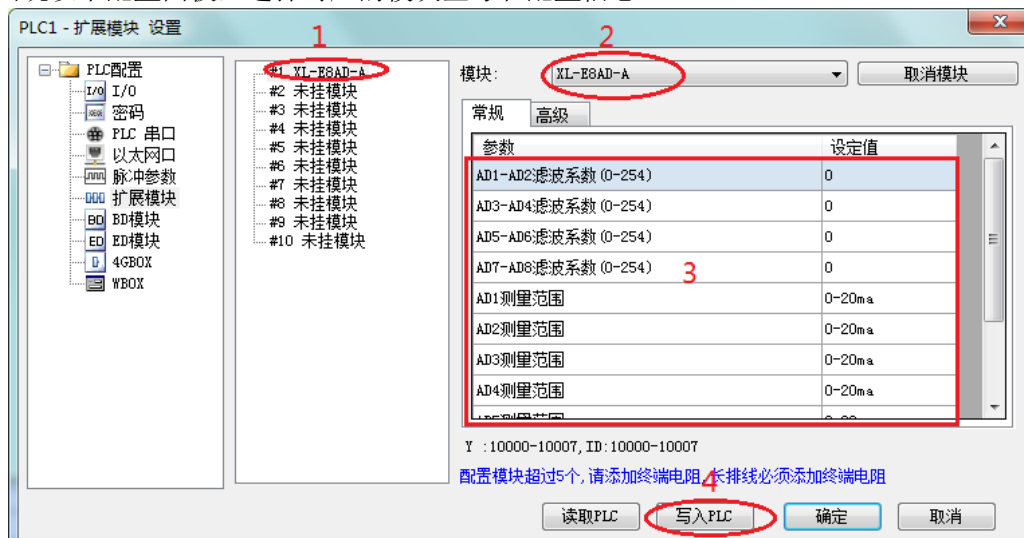 PLC1 - 扩展模块 设置
1
2
PLC配置
I/O
密码
PLC 串口
以太网口
脉冲参数
扩展模块
BD模块
ED模块
4GBOX
WBOX
#1 XL-E8AD-A
#2 未挂模块
#3 未挂模块
#4 未挂模块
#5 未挂模块
#6 未挂模块
#7 未挂模块
#8 未挂模块
#9 未挂模块
#10 未挂模块
模块: XL-E8AD-A 取消模块
常规 高级
参数 设定值
AD1-AD2滤波系数(0-254) 0
AD3-AD4滤波系数(0-254) 0
AD5-AD6滤波系数(0-254) 0
AD7-AD8滤波系数(0-254) 0
3
AD1测量范围 0-20ma
AD2测量范围 0-20ma
AD3测量范围 0-20ma
AD4测量范围 0-20ma
Y :10000-10007,ID:10000-10007
配置模块超过5个,请添加终端电阻,长排线必须添加终端电阻
4
读取PLC 写入PLC 确定 取消